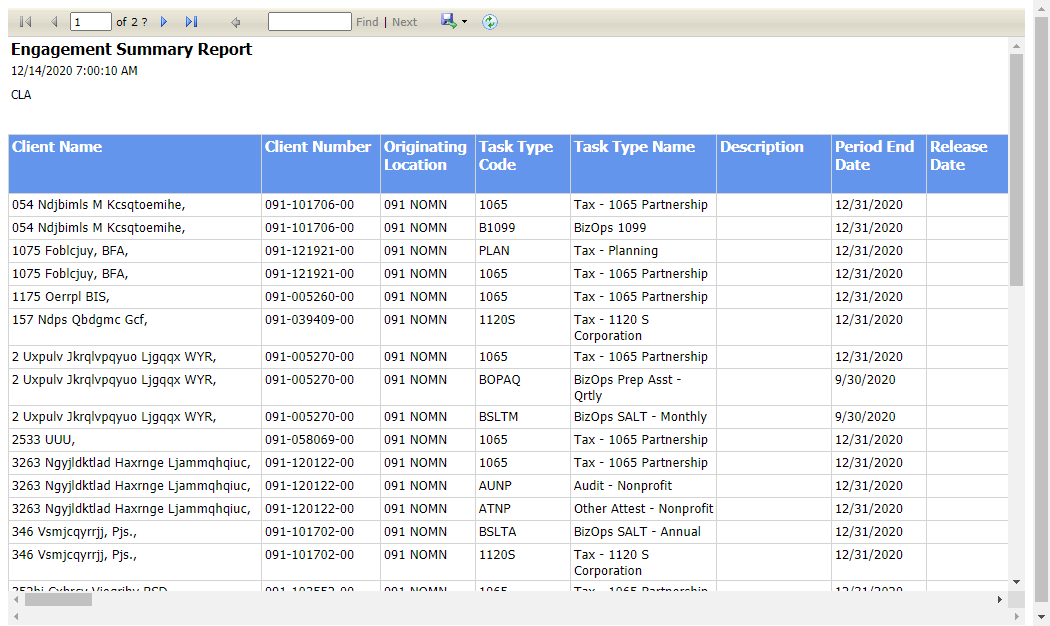 1 of 2 ? Find | Next
Engagement Summary Report
12/14/2020 7:00:10 AM
CLA
Client Name Client Number Originating Location Task Type Code Task Type Name Description Period End Date Release Date
054 Ndjbimls M Kcsqtoemihe, 091-101706-00 091 NOMN 1065 Tax - 1065 Partnership 12/31/2020
054 Ndjbimls M Kcsqtoemihe, 091-101706-00 091 NOMN B1099 BizOps 1099 12/31/2020
1075 Foblcjuy, BFA, 091-121921-00 091 NOMN PLAN Tax - Planning 12/31/2020
1075 Foblcjuy, BFA, 091-121921-00 091 NOMN 1065 Tax - 1065 Partnership 12/31/2020
1175 Oerrpl BIS, 091-005260-00 091 NOMN 1065 Tax - 1065 Partnership 12/31/2020
157 Ndps Qbdgmc Gcf, 091-039409-00 091 NOMN 1120S Tax - 1120 S Corporation 12/31/2020
2 Uxpulv Jkrqlvpqyuo Ljgqqx WYR, 091-005270-00 091 NOMN 1065 Tax - 1065 Partnership 12/31/2020
2 Uxpulv Jkrqlvpqyuo Ljgqqx WYR, 091-005270-00 091 NOMN BOPAQ BizOps Prep Asst - Qrtly 9/30/2020
2 Uxpulv Jkrqlvpqyuo Ljgqqx WYR, 091-005270-00 091 NOMN BSLTM BizOps SALT - Monthly 9/30/2020
2533 UUU, 091-058069-00 091 NOMN 1065 Tax - 1065 Partnership 12/31/2020
3263 Ngyjldktlad Haxrnge Ljammqhqiuc, 091-120122-00 091 NOMN 1065 Tax - 1065 Partnership 12/31/2020
3263 Ngyjldktlad Haxrnge Ljammqhqiuc, 091-120122-00 091 NOMN AUNP Audit - Nonprofit 12/31/2020
3263 Ngyjldktlad Haxrnge Ljammqhqiuc, 091-120122-00 091 NOMN ATNP Other Attest - Nonprofit 12/31/2020
346 Vsmjcqyrrjj, Pjs., 091-101702-00 091 NOMN BSLTA BizOps SALT - Annual 12/31/2020
346 Vsmjcqyrrjj, Pjs., 091-101702-00 091 NOMN 1120S Tax - 1120 S Corporation 12/31/2020
091 NOMN 1065 Tax - 1065 Partnership 12/31/2020